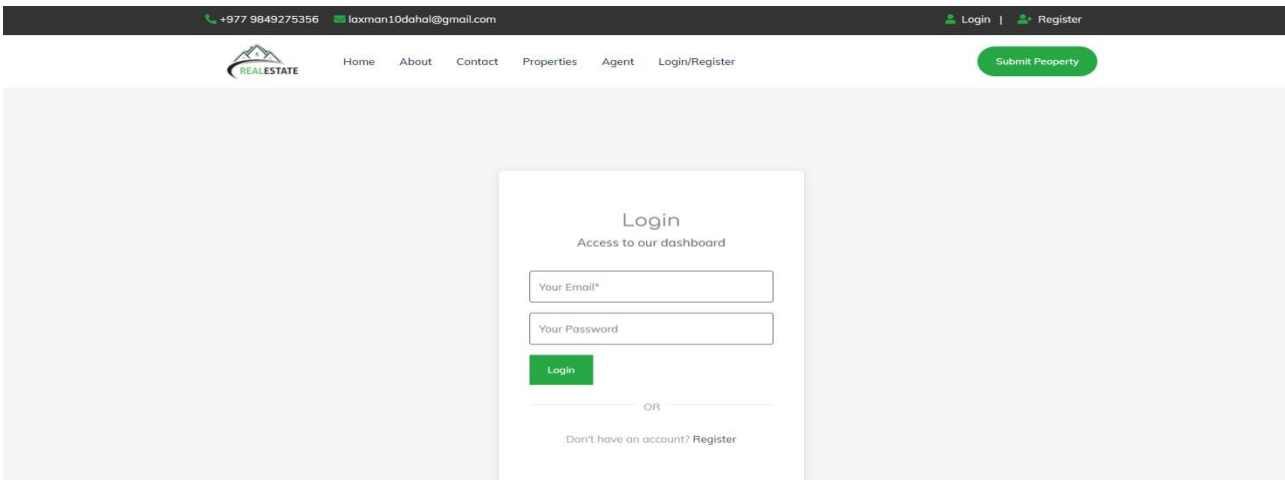 +977 9849275356 laxman10dahal@gmail.com Login | Register
REALESTATE Home About Contact Properties Agent Login/Register Submit Peoperty
Login
Access to our dashboard
Your Email*
Your Password
Login
OR
Don't have an account? Register